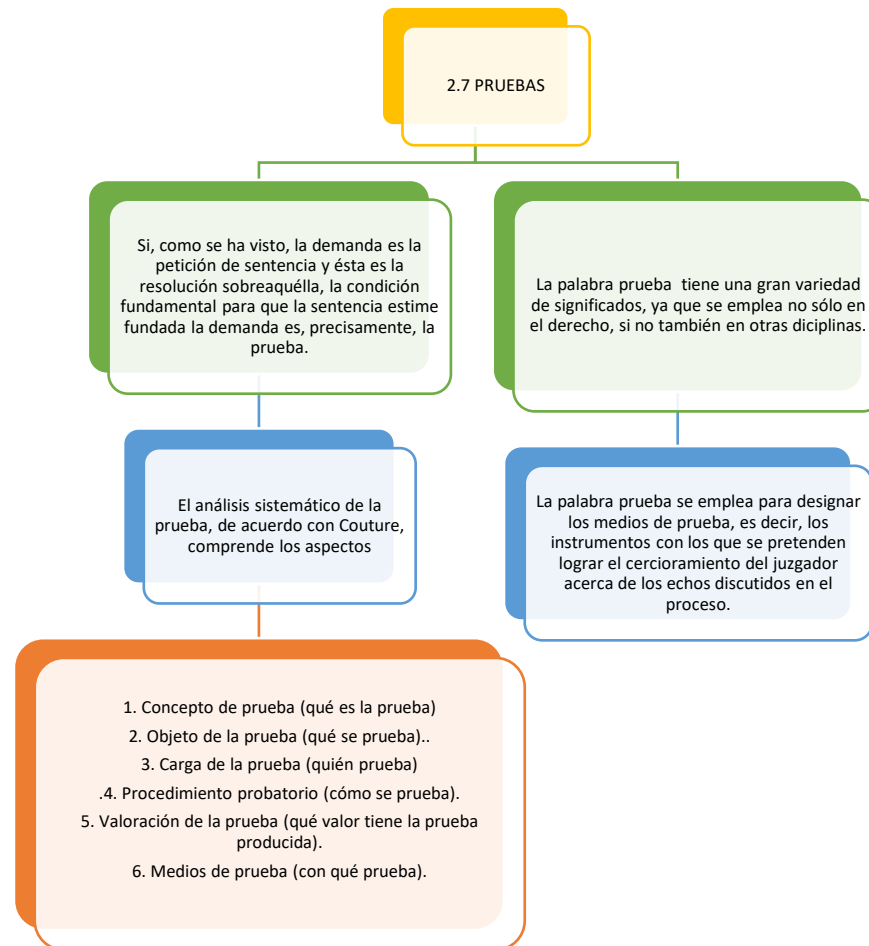 2.7 PRUEBAS
Si, como se ha visto, la demanda es la
petición de sentencia y ésta es la
resolución sobreaquélla, la condición
fundamental para que la sentencia estime
fundada la demanda es, precisamente, la
prueba.
La palabra prueba tiene una gran variedad
de significados, ya que se emplea no sólo en
el derecho, si no también en otras diciplinas.
El análisis sistemático de la
prueba, de acuerdo con Couture,
comprende los aspectos
La palabra prueba se emplea para designar
los medios de prueba, es decir, los
instrumentos con los que se pretenden
lograr el cercioramiento del juzgador
acerca de los echos discutidos en el
proceso.
1. Concepto de prueba (qué es la prueba)
2. Objeto de la prueba (qué se prueba)..
3. Carga de la prueba (quién prueba)
.4. Procedimiento probatorio (cómo se prueba).
5. Valoración de la prueba (qué valor tiene la prueba
producida).
6. Medios de prueba (con qué prueba).